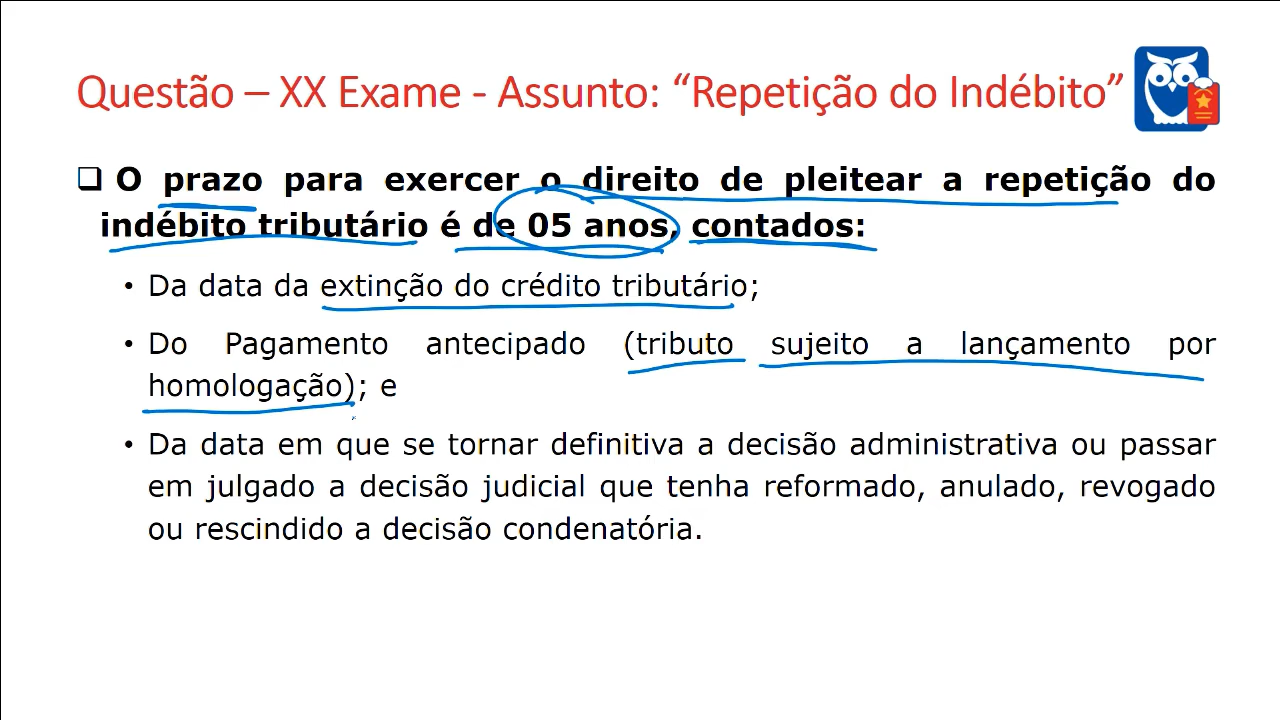 Questão – XX Exame - Assunto: “Repetição do Indébito”
❑ O prazo para exercer o direito de pleitear a repetição do
indébito tributário é de 05 anos, contados:
• Da data da extinção do crédito tributário;
• Do Pagamento antecipado (tributo sujeito a lançamento por
homologação); e
• Da data em que se tornar definitiva a decisão administrativa ou passar
em julgado a decisão judicial que tenha reformado, anulado, revogado
ou rescindido a decisão condenatória.